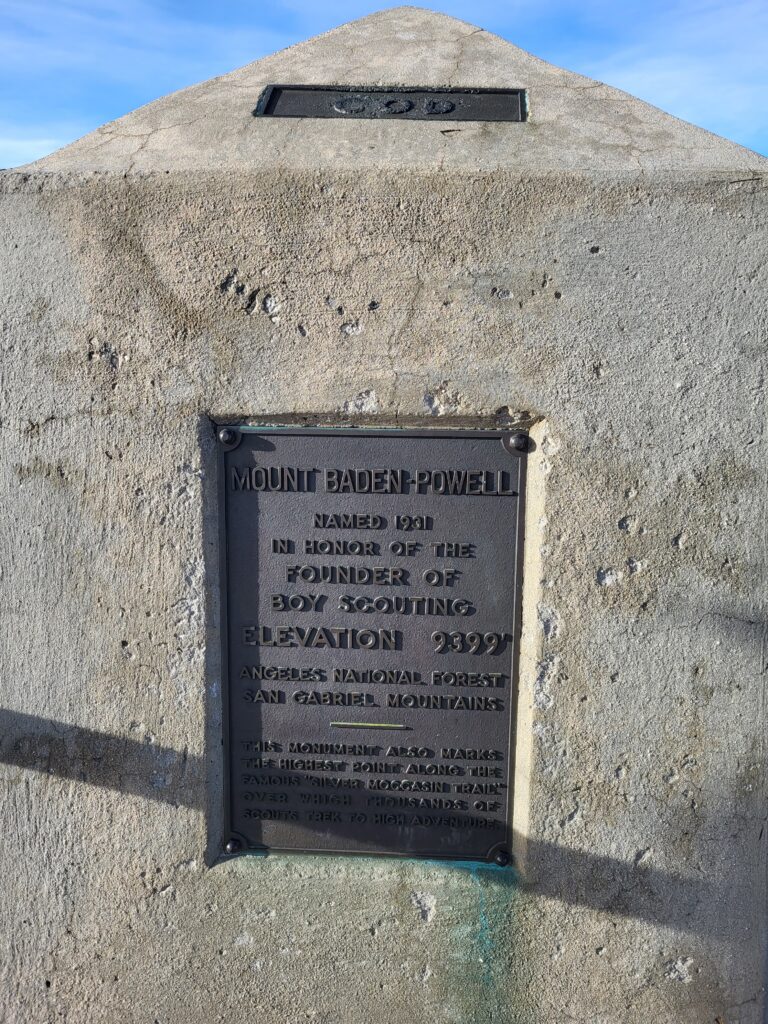 GOD
MOUNT BADEN-POWELL
NAMED 1931
IN HONOR OF THE
FOUNDER OF
BOY SCOUTING
ELEVATION 9399'
ANGELES NATIONAL FOREST
SAN GABRIEL MOUNTAINS
THIS MONUMENT ALSO MARKS
THE HIGHEST POINT ALONG THE
FAMOUS "SILVER MOCCASIN TRAIL"
OVER WHICH THOUSANDS OF
SCOUTS TREK TO HIGH ADVENTURE